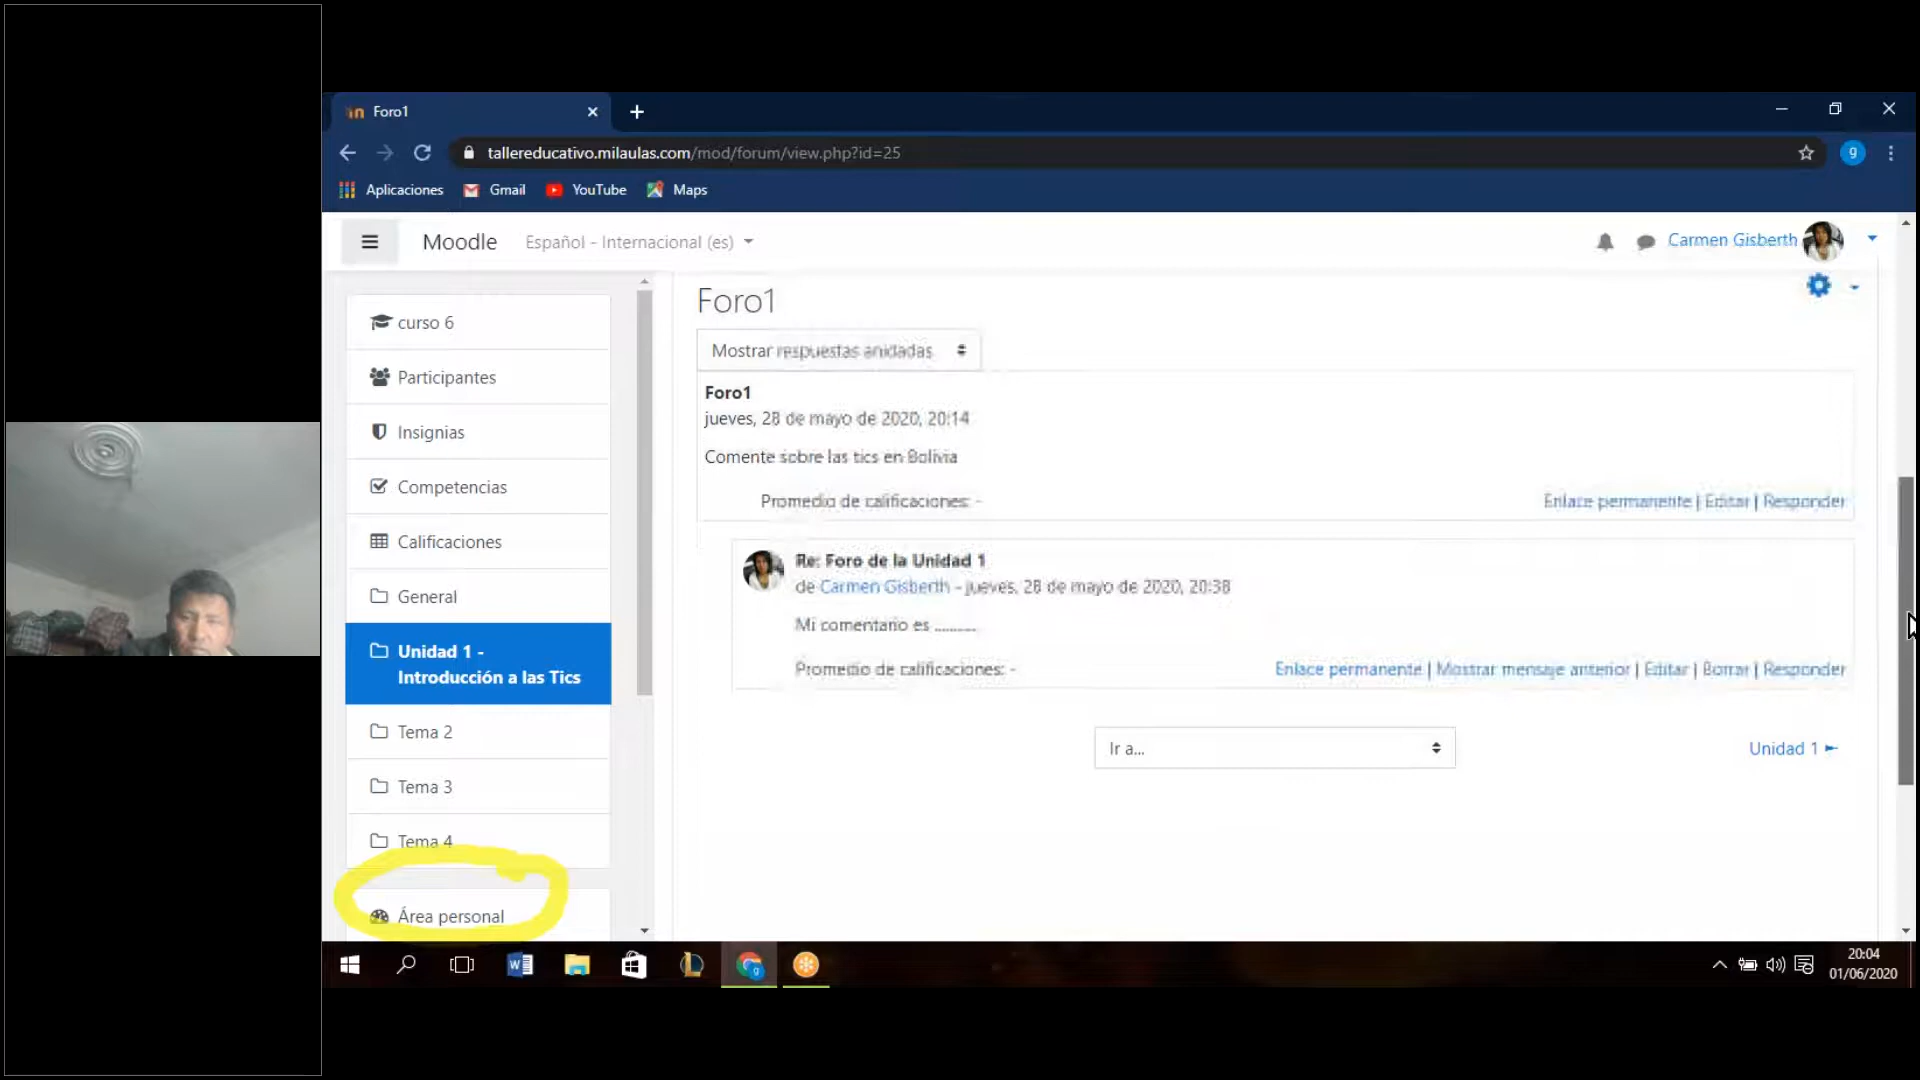 Foro1
tallereducativo.milaulas.com/mod/forum/view.php?id=25
g
Aplicaciones
Gmail
YouTube
Maps
Moodle
Español - Internacional (es)
Carmen Gisberth
curso 6
Participantes
Insignias
Competencias
Calificaciones
General
Unidad 1 -
Introducción a las Tics
Tema 2
Tema 3
Tema 4
Área personal
Foro1
Mostrar respuestas anidadas
Foro1
jueves, 28 de mayo de 2020, 20:14
Comente sobre las tics en Bolivia
Promedio de calificaciones: -
Enlace permanente | Editar | Responder
Re: Foro de la Unidad 1
de Carmen Gisberth - jueves, 28 de mayo de 2020, 20:38
Mi comentario es ..........
Promedio de calificaciones: -
Enlace permanente | Mostrar mensaje anterior | Editar | Borrar | Responder
Ir a...
Unidad 1 ►
20:04
01/06/2020